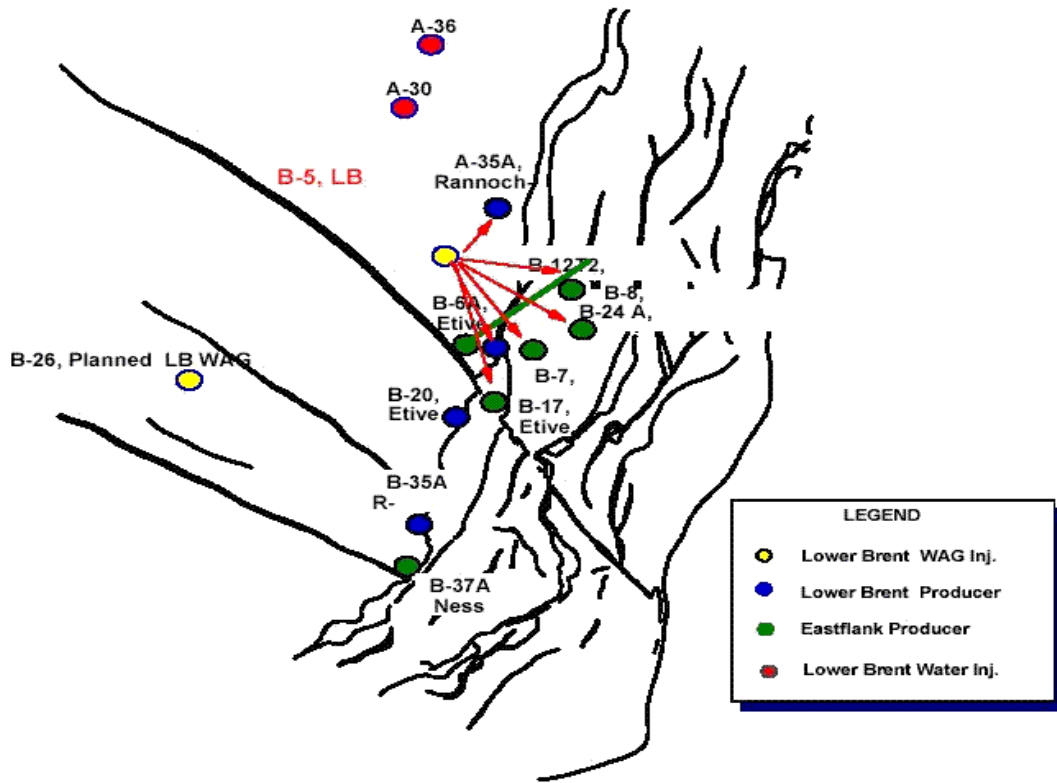 A-36
A-30
A-35A,
Rannoch-
B-5, LB
B-12T2,
B-8,
B-6A,
Etive
B-24 A,
B-26, Planned LB WAG
B-7,
B-20,
Etive
B-17,
Etive,
B-35A
R-
B-37A
Ness
LEGEND
Lower Brent WAG Inj.
Lower Brent Producer
Eastflank Producer
Lower Brent Water Inj.